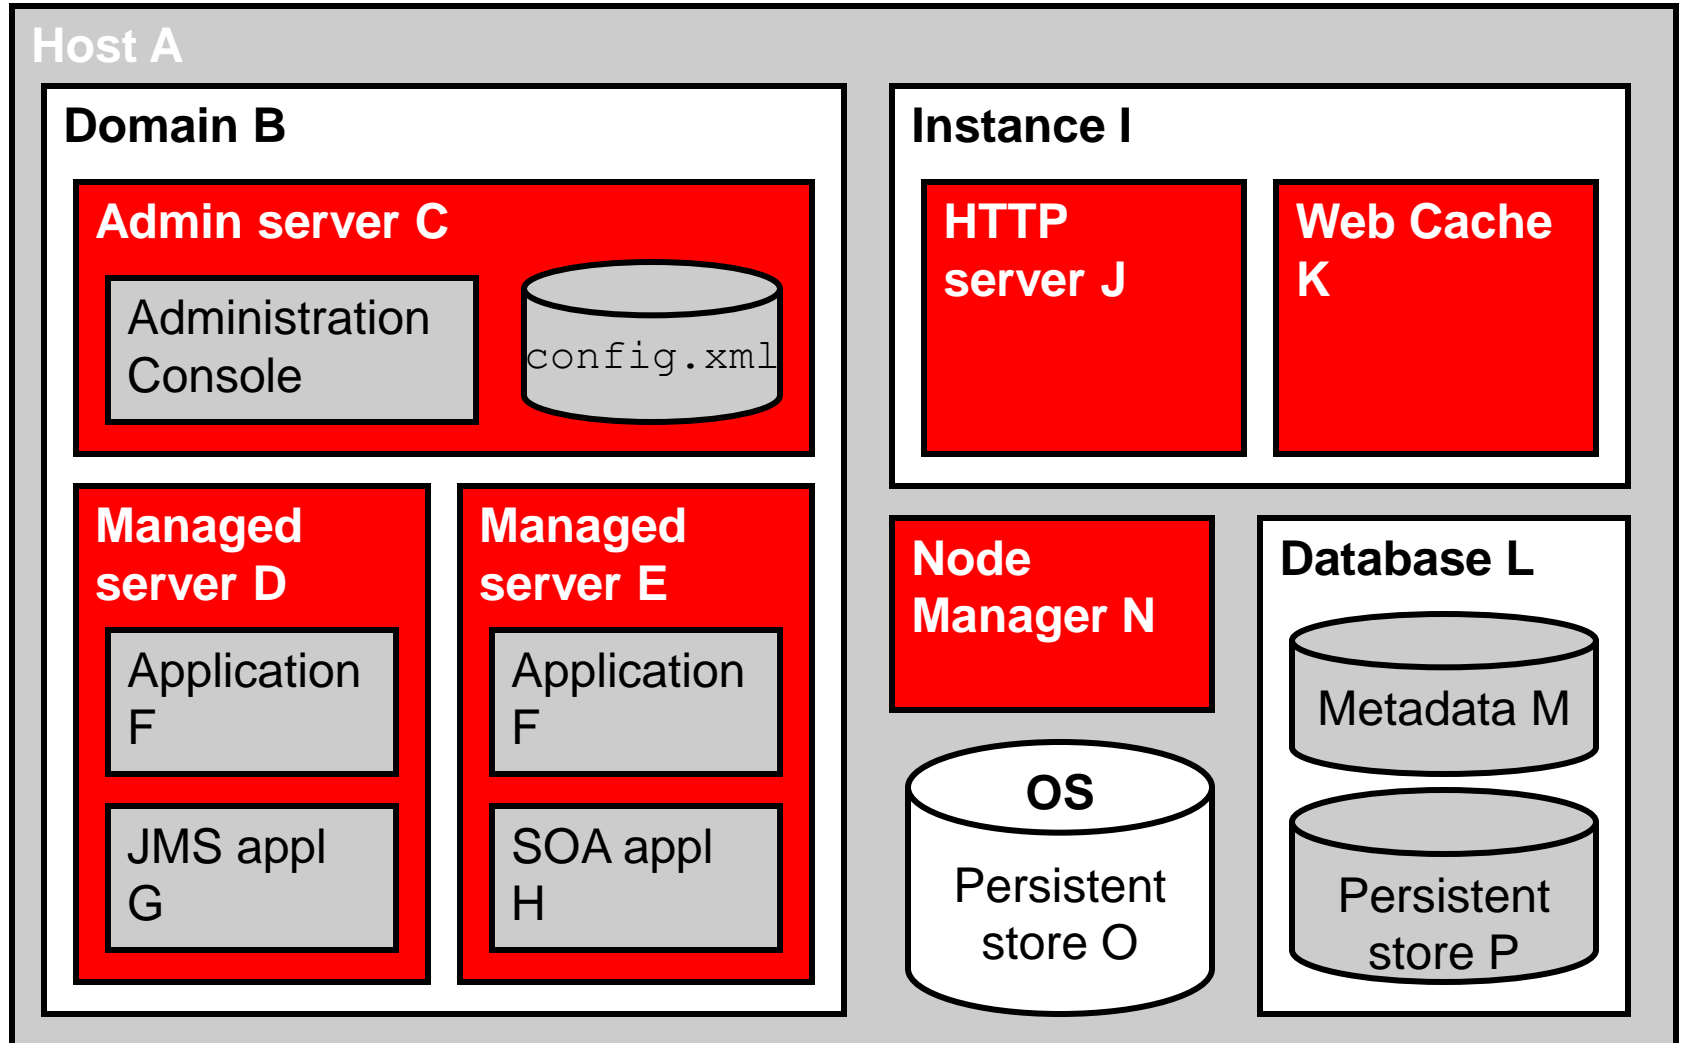 Host A
Domain B
Admin server C
Administration
Console
config.xml
Managed
server D
Application
F
JMS appl
G
Managed
server E
Application
F
SOA appl
H
Instance I
HTTP
server J
Web Cache
K
Node
Manager N
OS
Persistent
store O
Database L
Metadata M
Persistent
store P